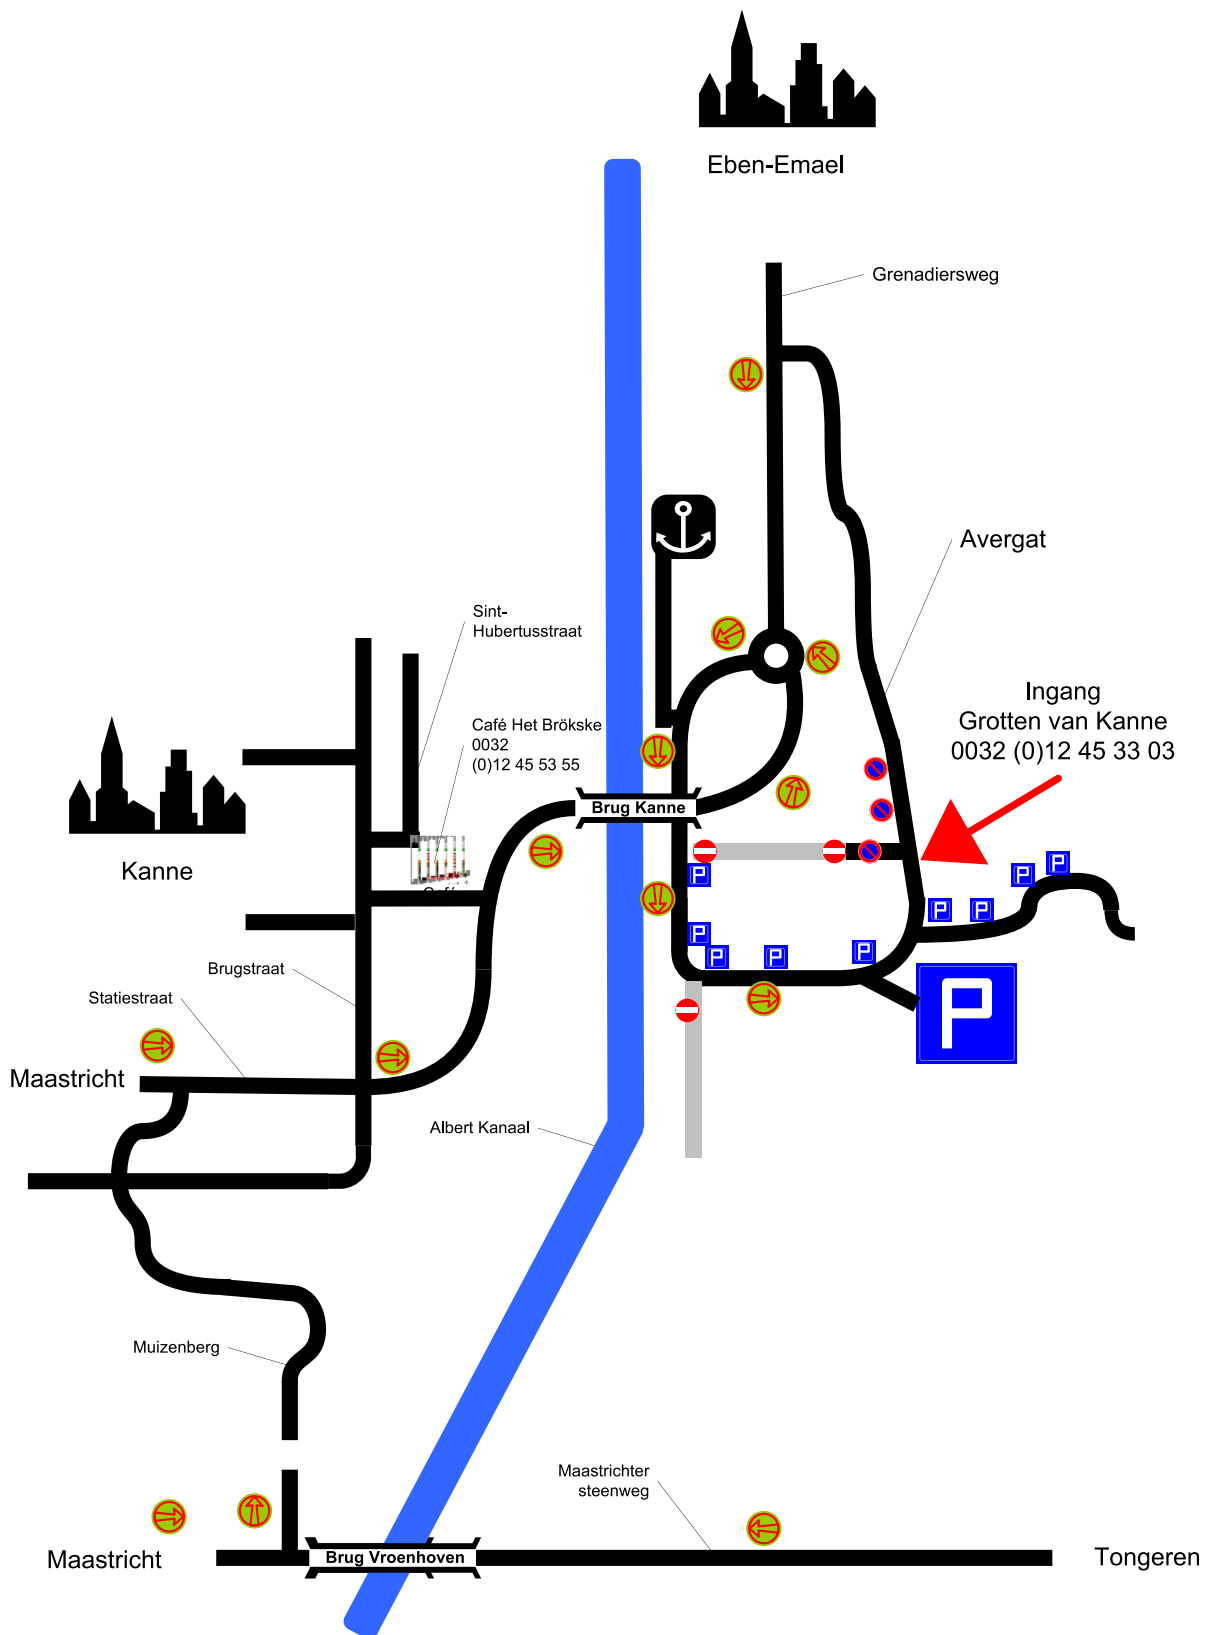 Eben-Emael
Grenadiersweg
Avergat
Sint-
Hubertusstraat
Ingang
Grotten van Kanne
0032 (0)12 45 33 03
Café Het Brökske
0032
(0)12 45 53 55
Brug Kanne
Kanne
Café
P
P
P
P
P
P
P
P
P
P
Brugstraat
Statiestraat
Maastricht
Albert Kanaal
Muizenberg
Maastrichter
steenweg
Maastricht
Brug Vroenhoven
Tongeren